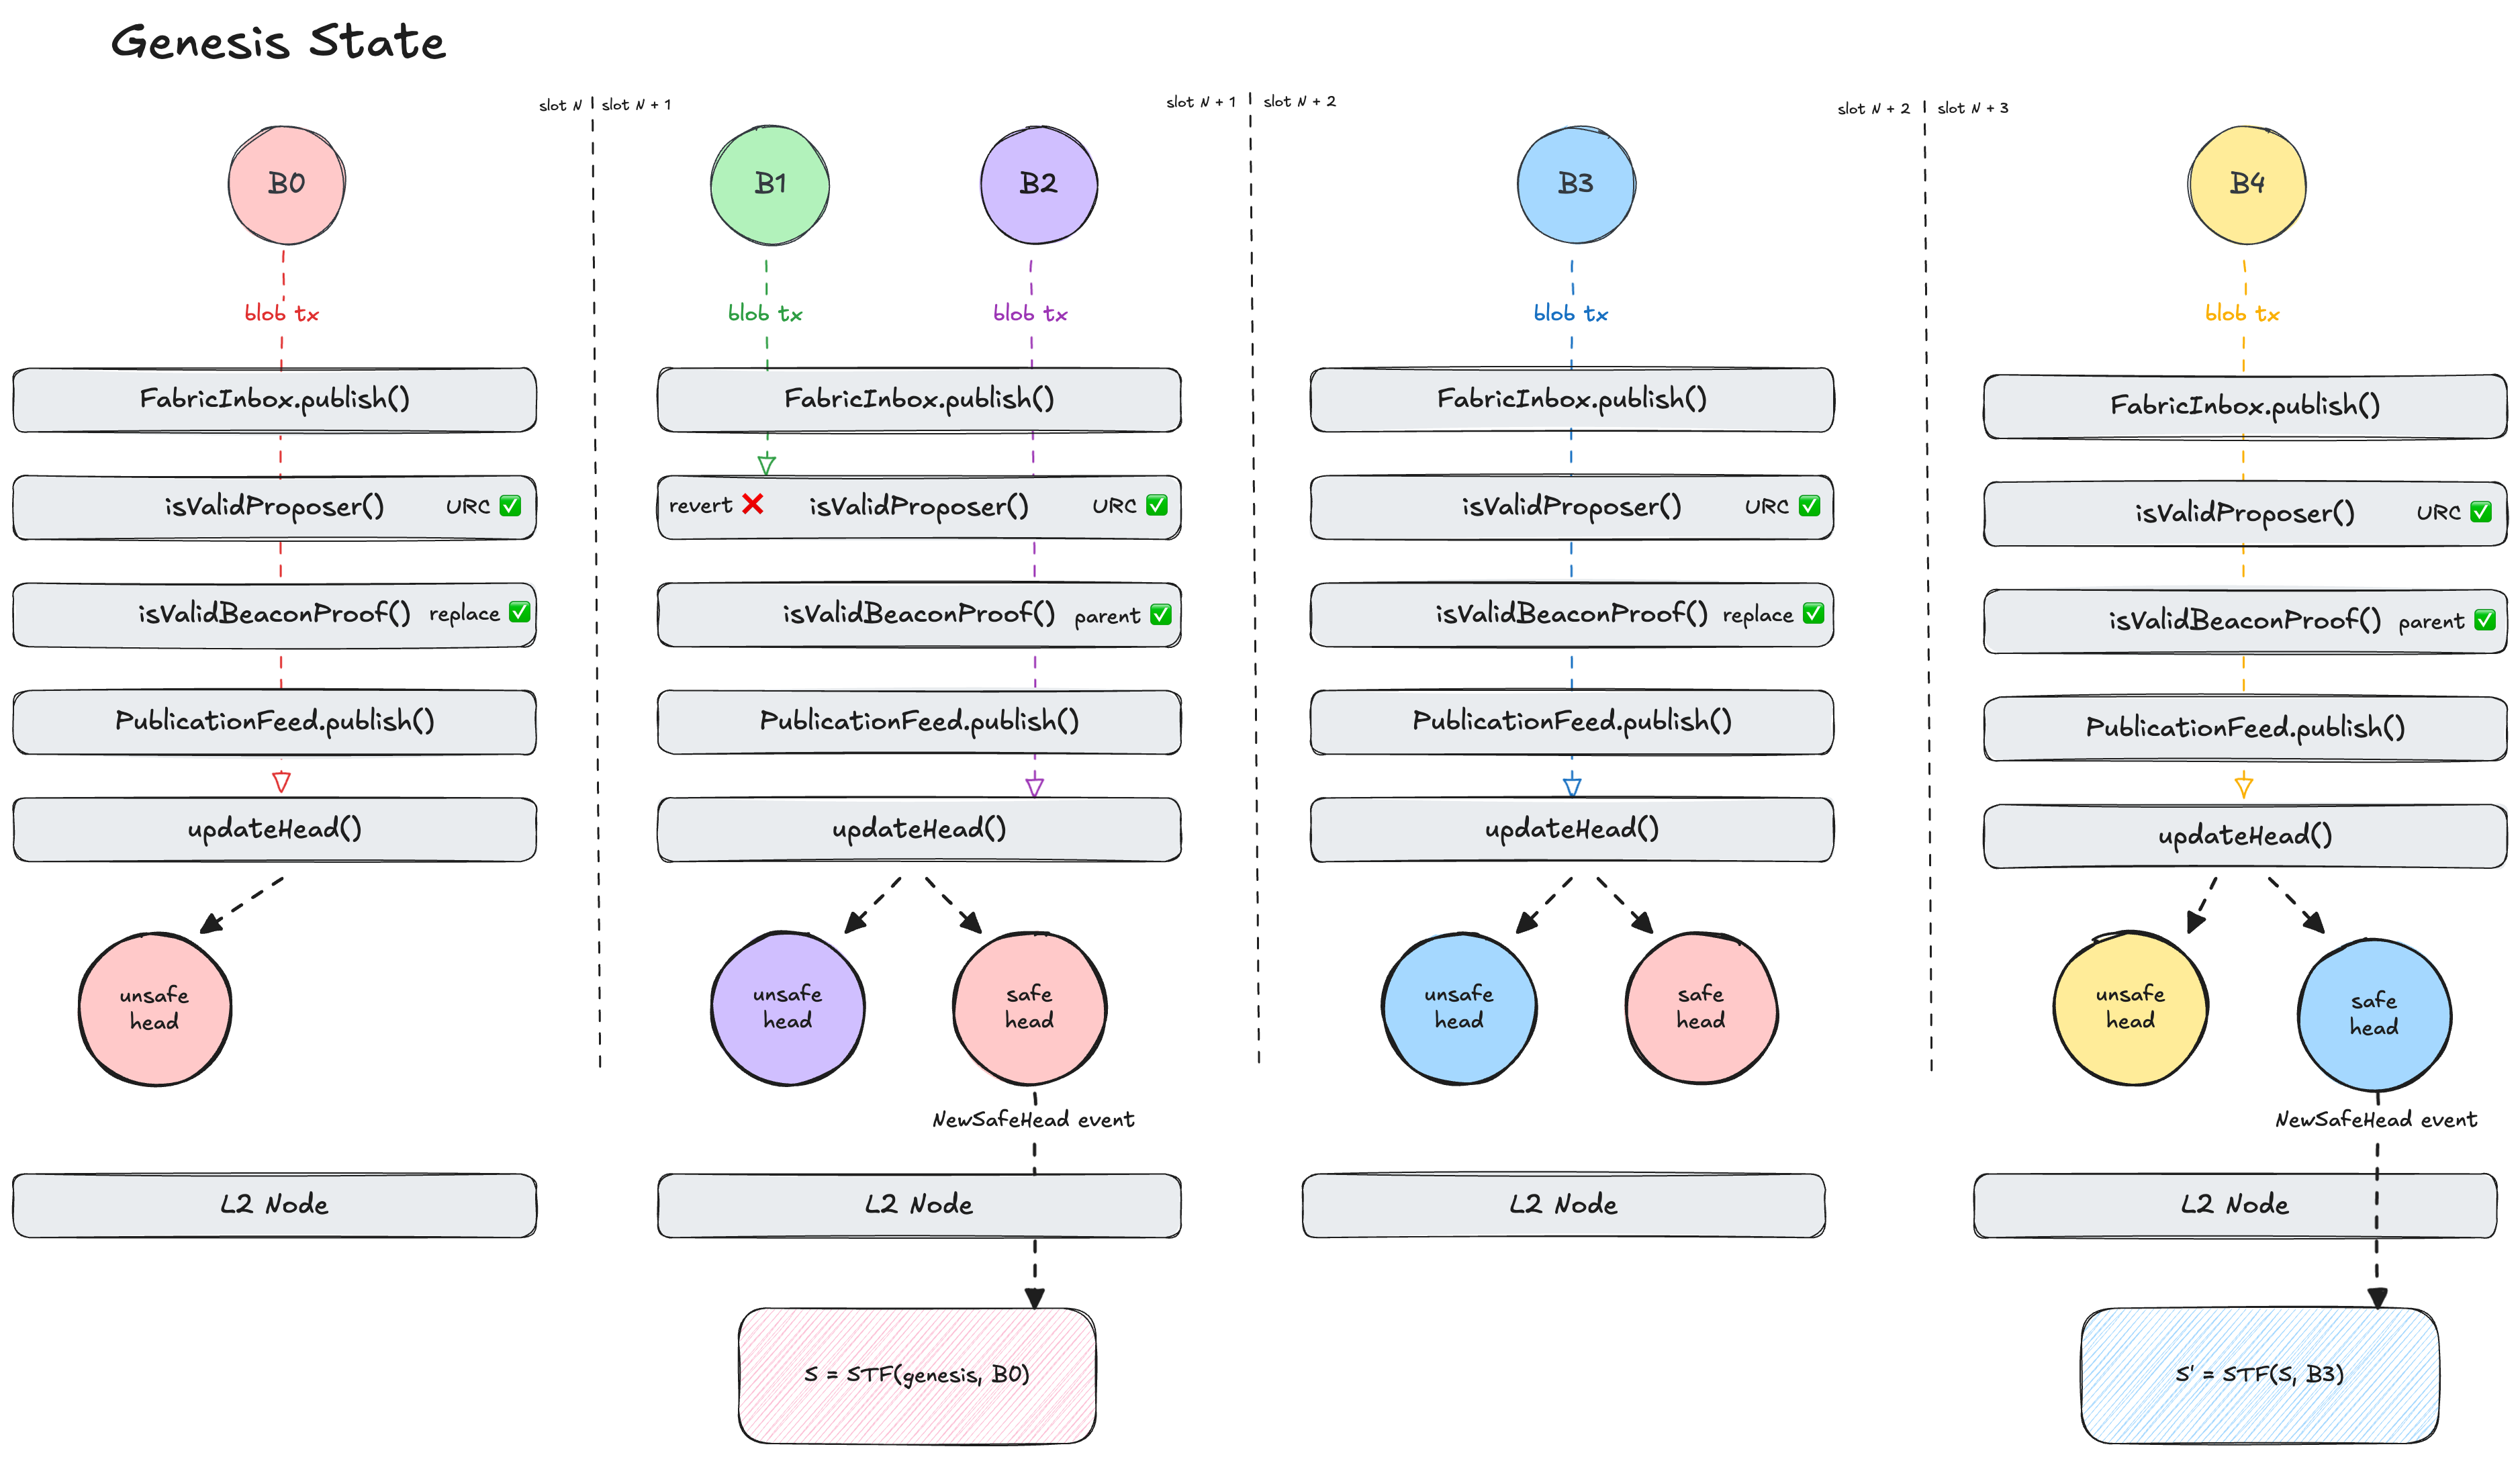 Genesis State
slot N
slot N + 1
slot N + 1
slot N + 2
slot N + 2
slot N + 3
B0
B1
B2
B3
B4
blob tx
blob tx
blob tx
blob tx
blob tx
FabricInbox.publish()
FabricInbox.publish()
FabricInbox.publish()
FabricInbox.publish()
isValidProposer()
URC ✅
revert ❌
isValidProposer()
URC ✅
isValidProposer()
URC ✅
isValidProposer()
URC ✅
isValidBeaconProof()
replace ✅
isValidBeaconProof()
parent ✅
isValidBeaconProof()
replace ✅
isValidBeaconProof()
parent ✅
PublicationFeed.publish()
PublicationFeed.publish()
PublicationFeed.publish()
PublicationFeed.publish()
updateHead()
updateHead()
updateHead()
updateHead()
unsafe
head
unsafe
head
safe
head
unsafe
head
safe
head
unsafe
head
safe
head
NewSafeHead event
NewSafeHead event
L2 Node
L2 Node
L2 Node
L2 Node
S = STF(genesis, B0)
S' = STF(S, B3)